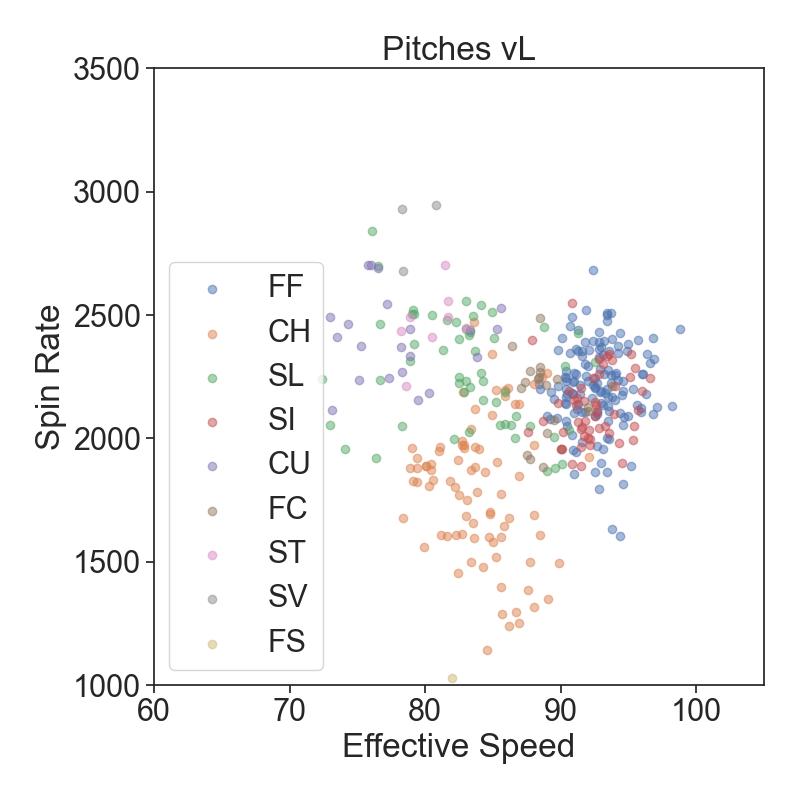 Pitches vL
3500
3000
2500
2000
1500
1000
Spin Rate
FF
CH
SL
SI
CU
FC
ST
SV
FS
60 70 80 90 100
Effective Speed